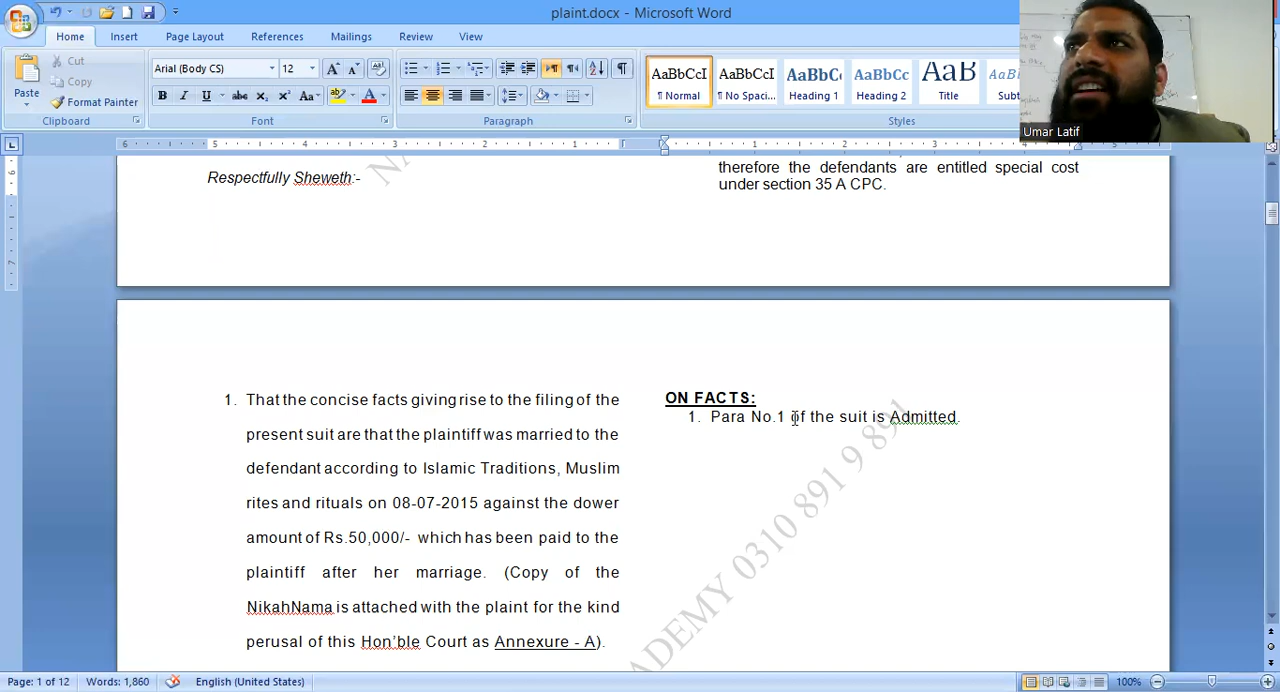 plaint.docx - Microsoft Word
Home Insert Page Layout References Mailings Review View
Cut
Copy
Format Painter
Paste
Arial (Body CS) 12
AaBbCcI AaBbCcI AaBbC AaBbCc AaB
¶ Normal ¶ No Spaci... Heading 1 Heading 2 Title Subt
Clipboard Font Paragraph Styles
Umar Latif
Respectfully Sheweth:-
therefore the defendants are entitled special cost
under section 35 A CPC.
1. That the concise facts giving rise to the filing of the
present suit are that the plaintiff was married to the
defendant according to Islamic Traditions, Muslim
rites and rituals on 08-07-2015 against the dower
amount of Rs.50,000/- which has been paid to the
plaintiff after her marriage. (Copy of the
NikahNama is attached with the plaint for the kind
perusal of this Hon'ble Court as Annexure - A).
ON FACTS:
1. Para No.1 of the suit is Admitted.
ADEMY 0310 891 9 891
Page: 1 of 12 Words: 1,860 English (United States) 100%